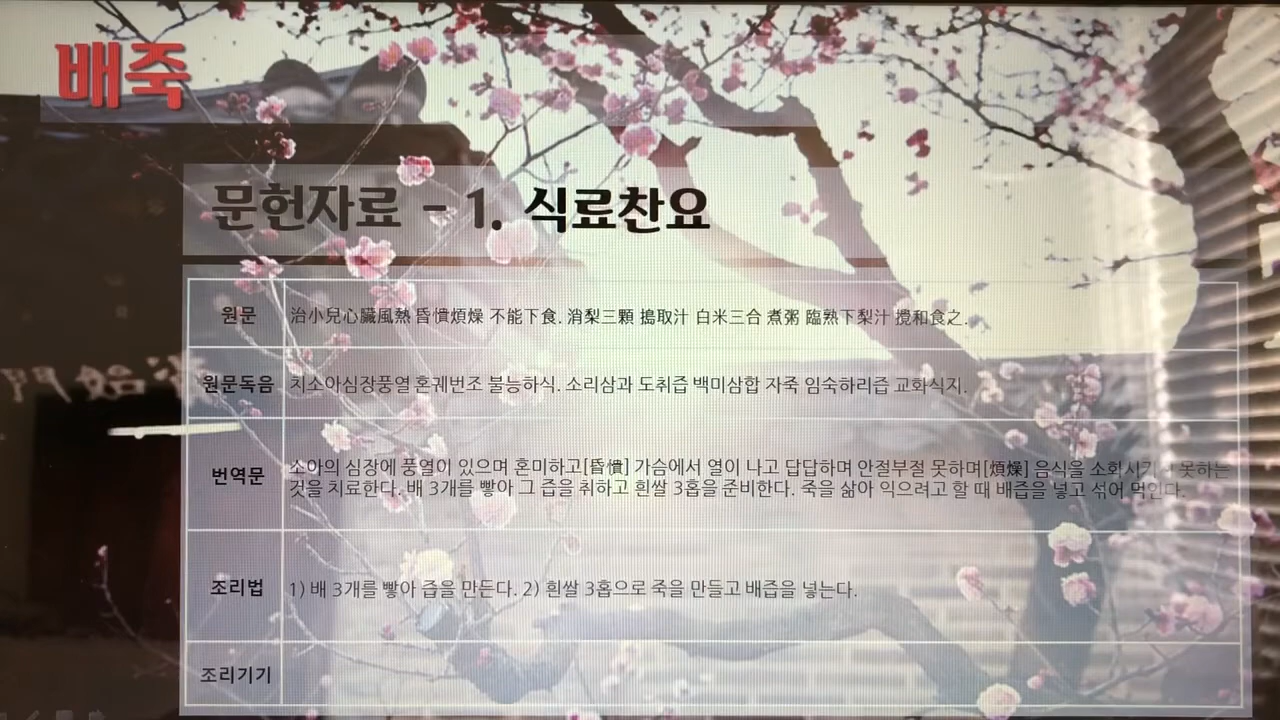 배죽
문헌자료 - 1. 식료찬요
원문 治小兒心臟風熱 昏憒煩燥 不能下食. 消梨三顆 搗取汁 白米三合 煮粥 臨熟下梨汁 攪和食之.
원문독음 치소아심장풍열 혼궤번조 불능하식. 소리삼과 도취즙 백미삼합 자죽 임숙하리즙 교화식지.
번역문 소아의 심장에 풍열이 있으며 혼미하고[昏憒] 가슴에서 열이 나고 답답하며 안절부절 못하며[煩燥] 음식을 소화시키지 못하는
것을 치료한다. 배 3개를 빻아 그 즙을 취하고 흰쌀 3홉을 준비한다. 죽을 삶아 익으려고 할 때 배즙을 넣고 섞어 먹인다.
조리법 1) 배 3개를 빻아 즙을 만든다. 2) 흰쌀 3홉으로 죽을 만들고 배즙을 넣는다.
조리기기